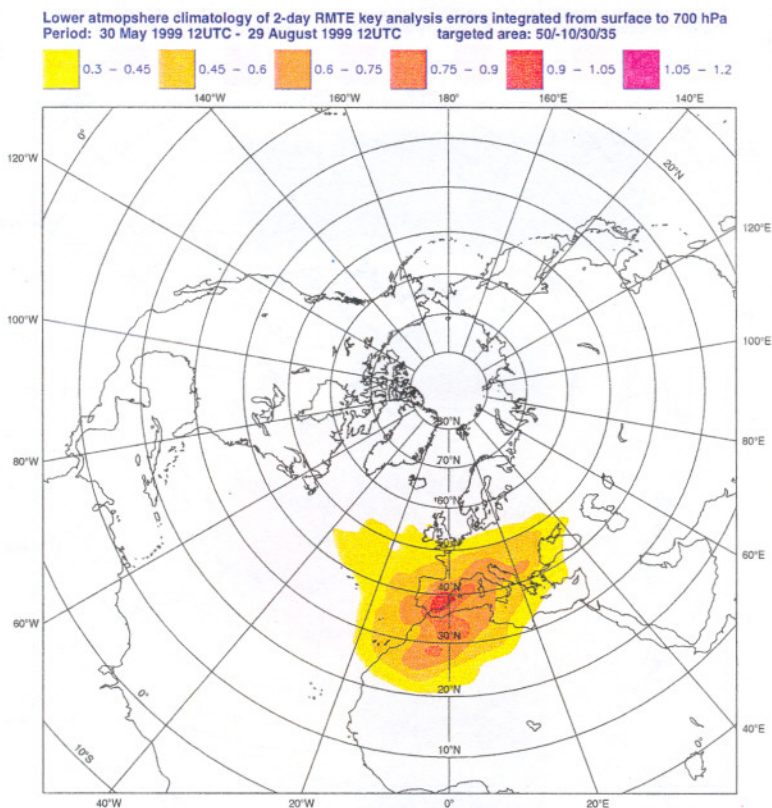 Lower atmopshere climatology of 2-day RMTE key analysis errors integrated from surface to 700 hPa
Period: 30 May 1999 12UTC - 29 August 1999 12UTC targeted area: 50/-10/30/35
0.3 - 0.45 0.45 - 0.6 0.6 - 0.75 0.75 - 0.9 0.9 - 1.05 1.05 - 1.2
140°W 160°W 180° 160°E 140°E
0°
120°W
20°N
120°E
100°W
100°E
80°N
80°E
80°W
70°N
60°N
50°N
60°E
40°N
60°W
30°N
20°N
0°
40°E
10°N
10°S
40°W 20°W 0° 20°E